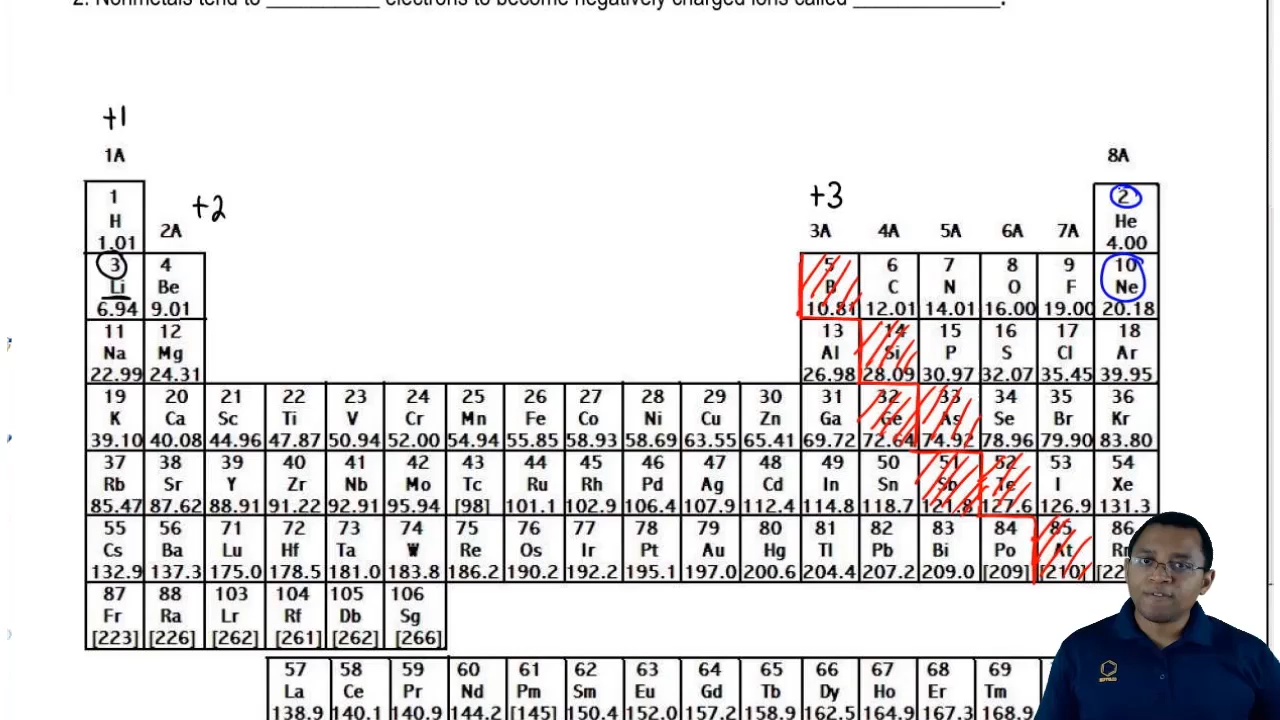 2. Nonmetals tend to ___________ electrons to become negatively charged ions called ______________.
+1
1A 8A
1 +2 +3 2
H 2A 3A 4A 5A 6A 7A He
1.01 4.00
3 4 5 6 7 8 9 10
Li Be B C N O F Ne
6.94 9.01 10.81 12.01 14.01 16.00 19.00 20.18
11 12 13 14 15 16 17 18
Na Mg Al Si P S Cl Ar
22.99 24.31 26.98 28.09 30.97 32.07 35.45 39.95
19 20 21 22 23 24 25 26 27 28 29 30 31 32 33 34 35 36
K Ca Sc Ti V Cr Mn Fe Co Ni Cu Zn Ga Ge As Se Br Kr
39.10 40.08 44.96 47.87 50.94 52.00 54.94 55.85 58.93 58.69 63.55 65.41 69.72 72.64 74.92 78.96 79.90 83.80
37 38 39 40 41 42 43 44 45 46 47 48 49 50 51 52 53 54
Rb Sr Y Zr Nb Mo Tc Ru Rh Pd Ag Cd In Sn Sb Te I Xe
85.47 87.62 88.91 91.22 92.91 95.94 [98] 101.1 102.9 106.4 107.9 112.4 114.8 118.7 121.8 127.6 126.9 131.3
55 56 71 72 73 74 75 76 77 78 79 80 81 82 83 84 85 86
Cs Ba Lu Hf Ta W Re Os Ir Pt Au Hg Tl Pb Bi Po At
132.9 137.3 175.0 178.5 181.0 183.8 186.2 190.2 192.2 195.1 197.0 200.6 204.4 207.2 209.0 [209] [210]
87 88 103 104 105 106
Fr Ra Lr Rf Db Sg
[223] [226] [262] [261] [262] [266]
57 58 59 60 61 62 63 64 65 66 67 68 69
La Ce Pr Nd Pm Sm Eu Gd Tb Dy Ho Er Tm
138.9 140.1 140.9 144.2 [145] 150.4 152.0 157.2 158.9 162.5 164.9 167.3 168.9